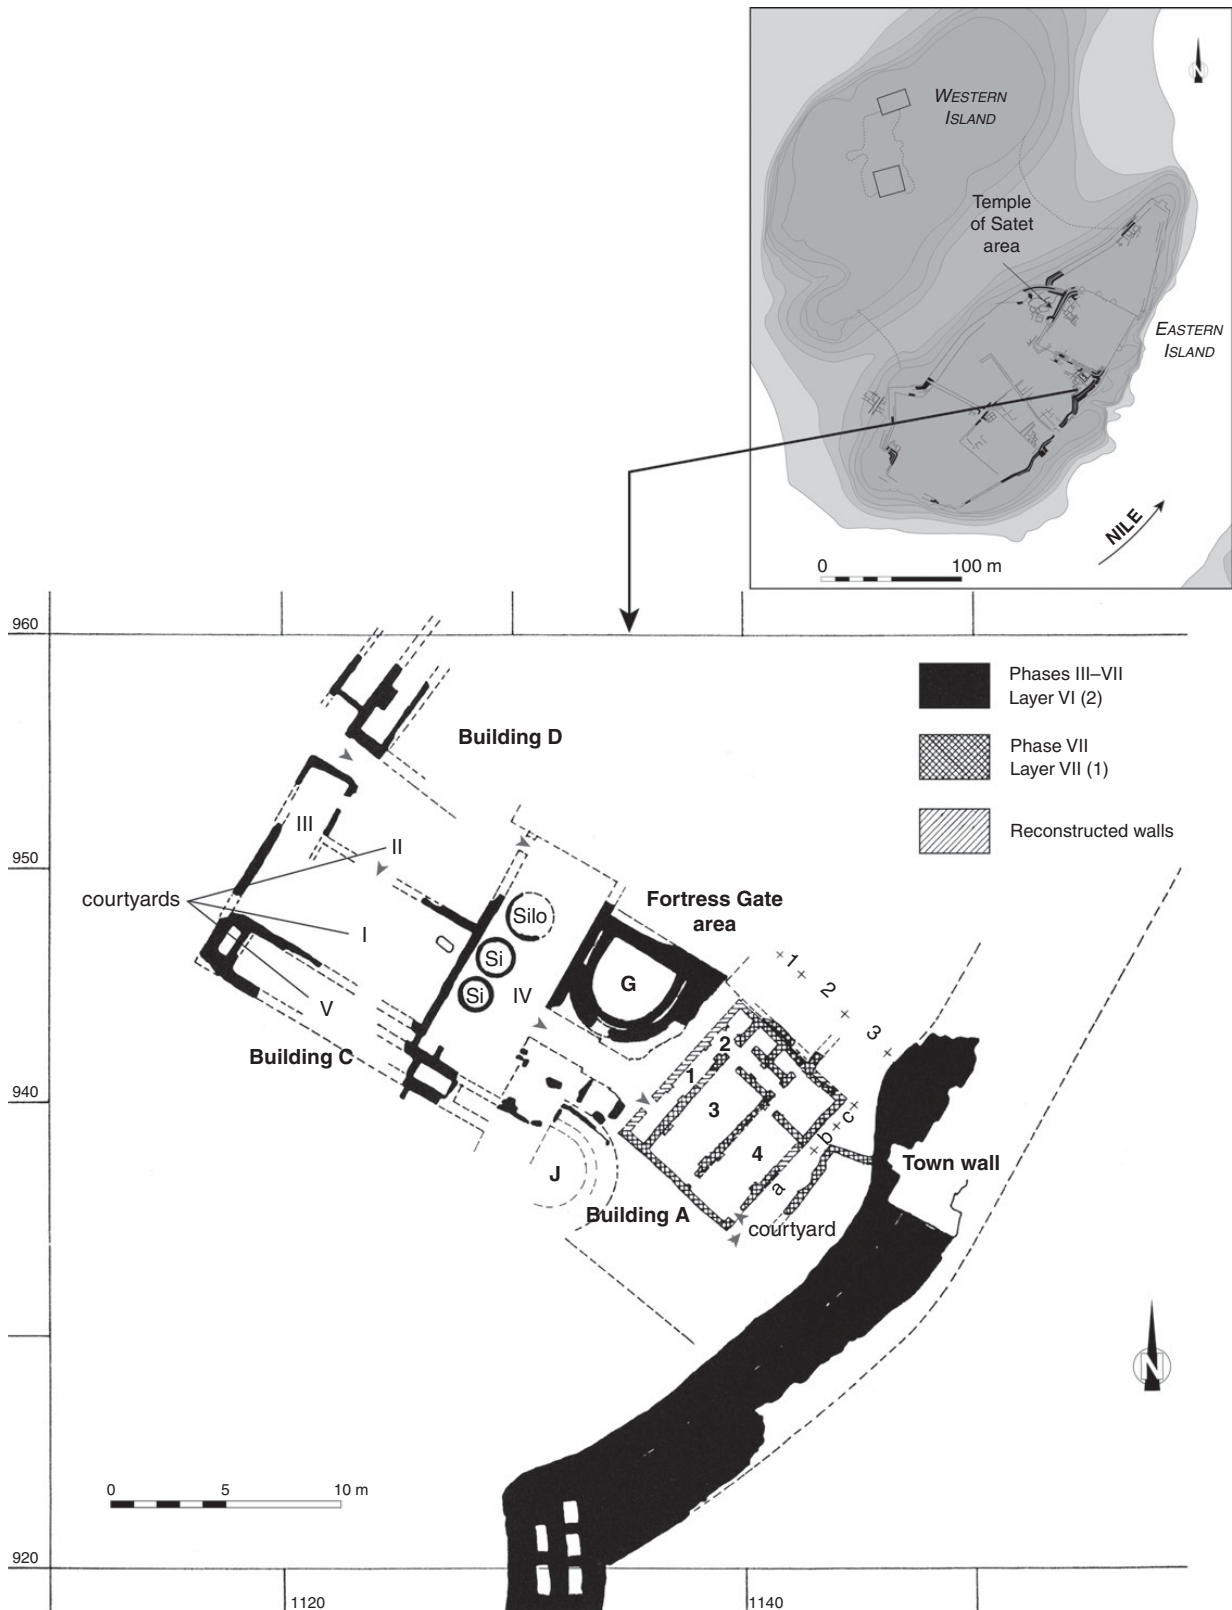 WESTERN
ISLAND
N
Temple
of Satet
area
EASTERN
ISLAND
NILE
0 100 m
960
Phases III–VII
Layer VI (2)
Building D
Phase VII
Layer VII (1)
III
Reconstructed walls
II
950
courtyards
Silo
Fortress Gate
area
I
Si
1
G
2
Si
IV
V
3
2
Building C
1
940
3
c
b
4
Town wall
J
a
Building A
courtyard
N
0 5 10 m
920
1120
1140